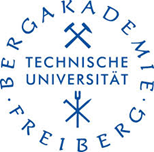 BERGAKADEMIE
TECHNISCHE
UNIVERSITÄT
· FREIBERG ·